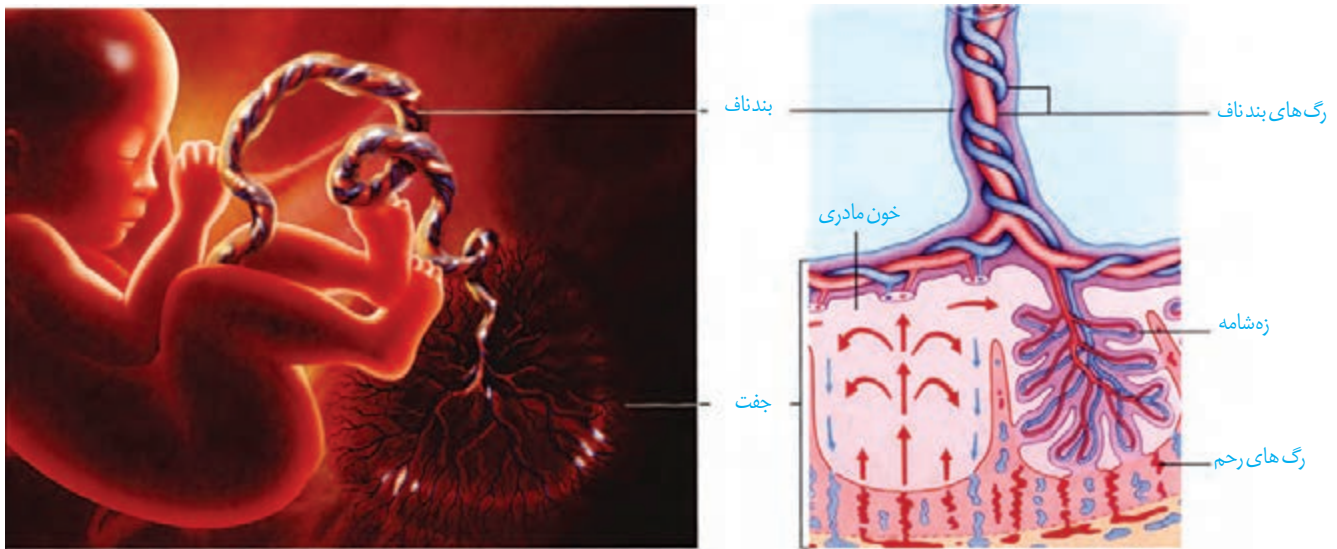 بندناف
رگ‌های بندناف
خون مادری
زه‌شامه
جفت
رگ های رحم